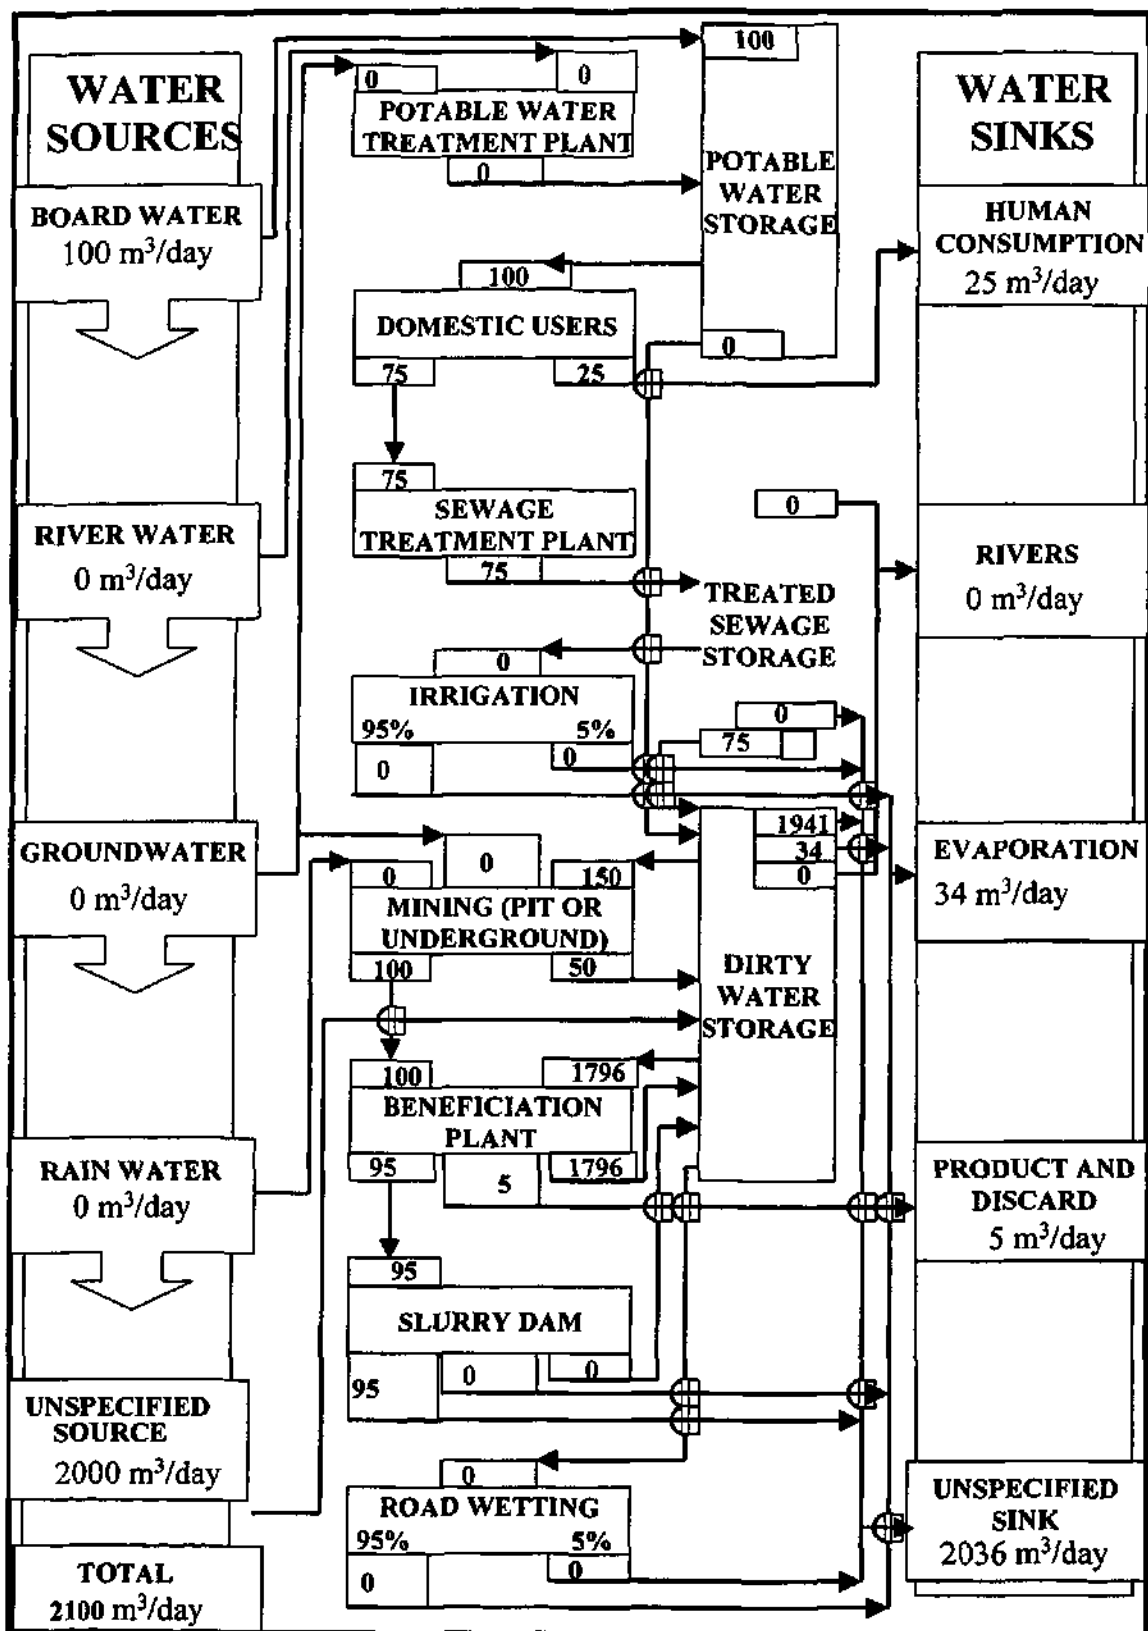 WATER
SOURCES
BOARD WATER
100 m³/day
RIVER WATER
0 m³/day
GROUNDWATER
0 m³/day
RAIN WATER
0 m³/day
UNSPECIFIED
SOURCE
2000 m³/day
TOTAL
2100 m³/day
0
0
POTABLE WATER
TREATMENT PLANT
0
100
POTABLE
WATER
STORAGE
0
100
DOMESTIC USERS
75
25
75
SEWAGE
TREATMENT PLANT
75
0
TREATED
SEWAGE
STORAGE
0
75
0
IRRIGATION
95%
5%
0
0
0
0
150
MINING (PIT OR
UNDERGROUND)
100
50
1941
34
0
DIRTY
WATER
STORAGE
100
1796
BENEFICIATION
PLANT
95
5
1796
95
SLURRY DAM
95
0
0
0
ROAD WETTING
95%
5%
0
0
WATER
SINKS
HUMAN
CONSUMPTION
25 m³/day
RIVERS
0 m³/day
EVAPORATION
34 m³/day
PRODUCT AND
DISCARD
5 m³/day
UNSPECIFIED
SINK
2036 m³/day